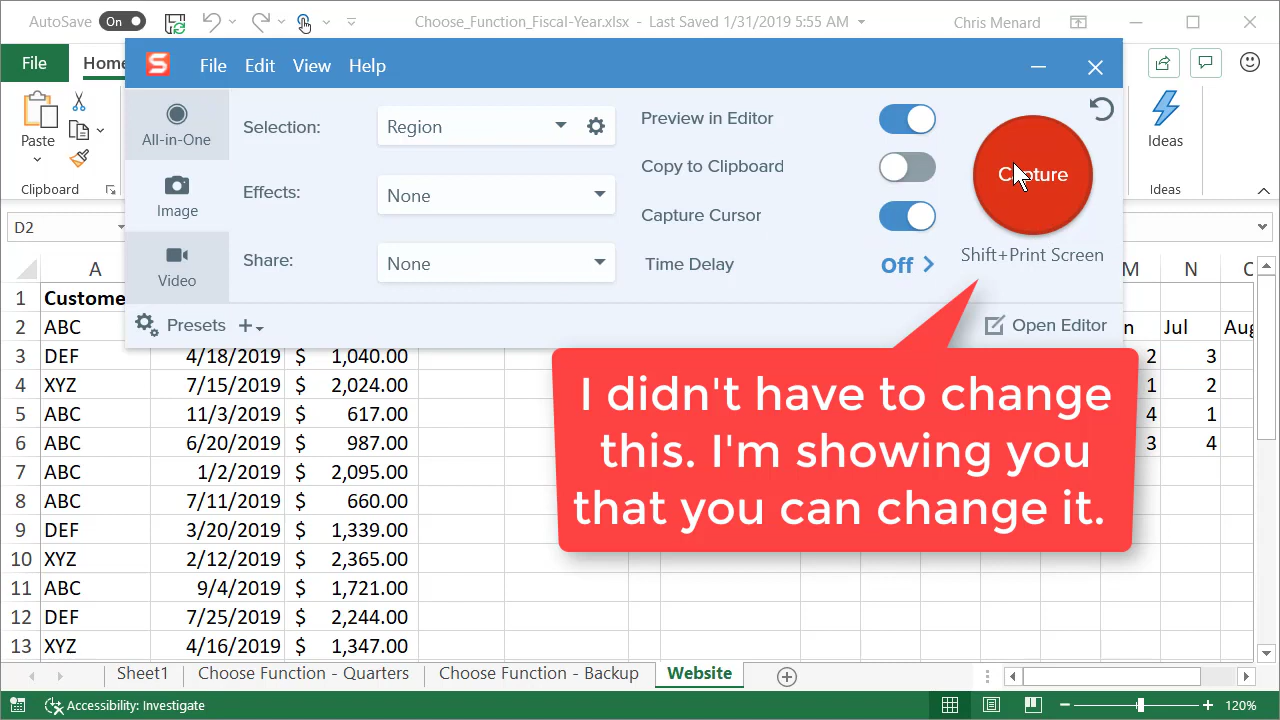 AutoSave On Choose_Function_Fiscal-Year.xlsx - Last Saved 1/31/2019 5:55 AM Chris Menard
File Home
S File Edit View Help
Paste
Clipboard
Ideas
Ideas
All-in-One
Image
Video
Selection: Region
Effects: None
Share: None
Preview in Editor
Copy to Clipboard
Capture Cursor
Time Delay Off
Capture
Shift+Print Screen
Presets
Open Editor
D2
A M N
1 Custome
2 ABC n Jul Aug
3 DEF 4/18/2019 $ 1,040.00 2 3
4 XYZ 7/15/2019 $ 2,024.00 1 2
5 ABC 11/3/2019 $ 617.00 4 1
6 ABC 6/20/2019 $ 987.00 3 4
7 ABC 1/2/2019 $ 2,095.00
8 ABC 7/11/2019 $ 660.00
9 DEF 3/20/2019 $ 1,339.00
10 XYZ 2/12/2019 $ 2,365.00
11 ABC 9/4/2019 $ 1,721.00
12 DEF 7/25/2019 $ 2,244.00
13 XYZ 4/16/2019 $ 1,347.00
I didn't have to change
this. I'm showing you
that you can change it.
Sheet1 Choose Function - Quarters Choose Function - Backup Website
Accessibility: Investigate 120%